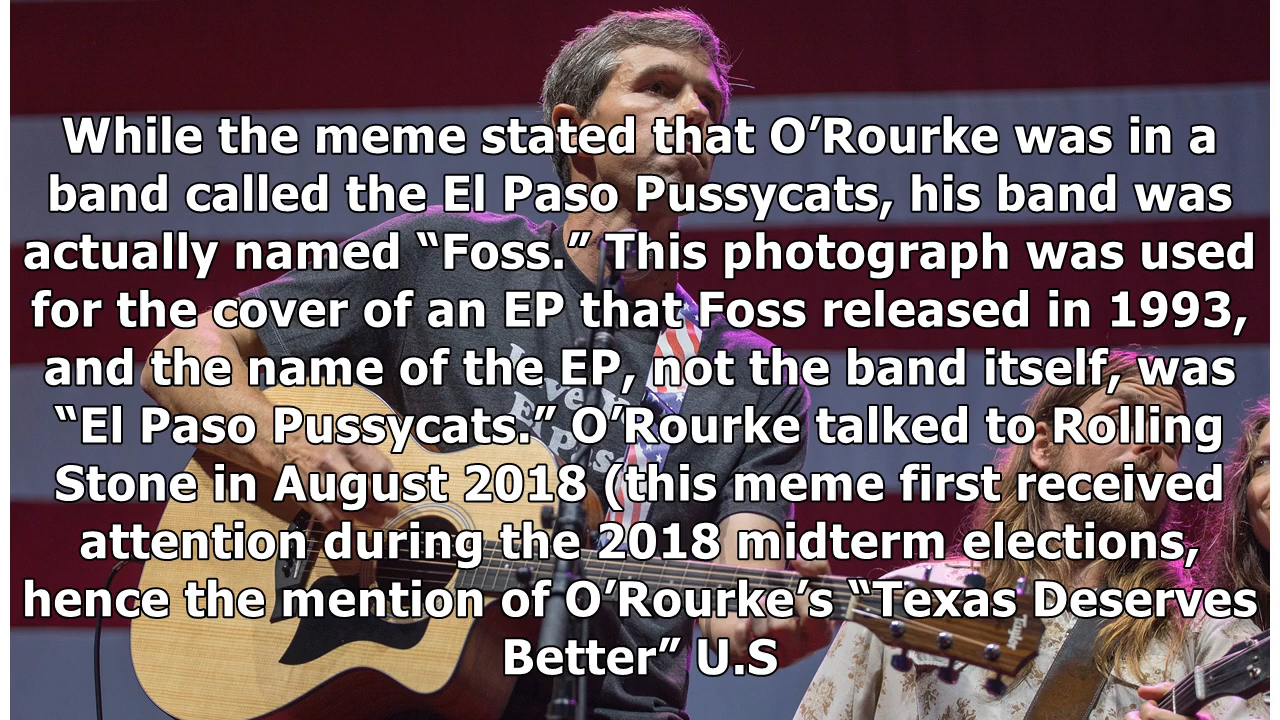 While the meme stated that O’Rourke was in a
band called the El Paso Pussycats, his band was
actually named “Foss.” This photograph was used
for the cover of an EP that Foss released in 1993,
and the name of the EP, not the band itself, was
“El Paso Pussycats.” O’Rourke talked to Rolling
Stone in August 2018 (this meme first received
attention during the 2018 midterm elections,
hence the mention of O’Rourke’s “Texas Deserves
Better” U.S
Taylor